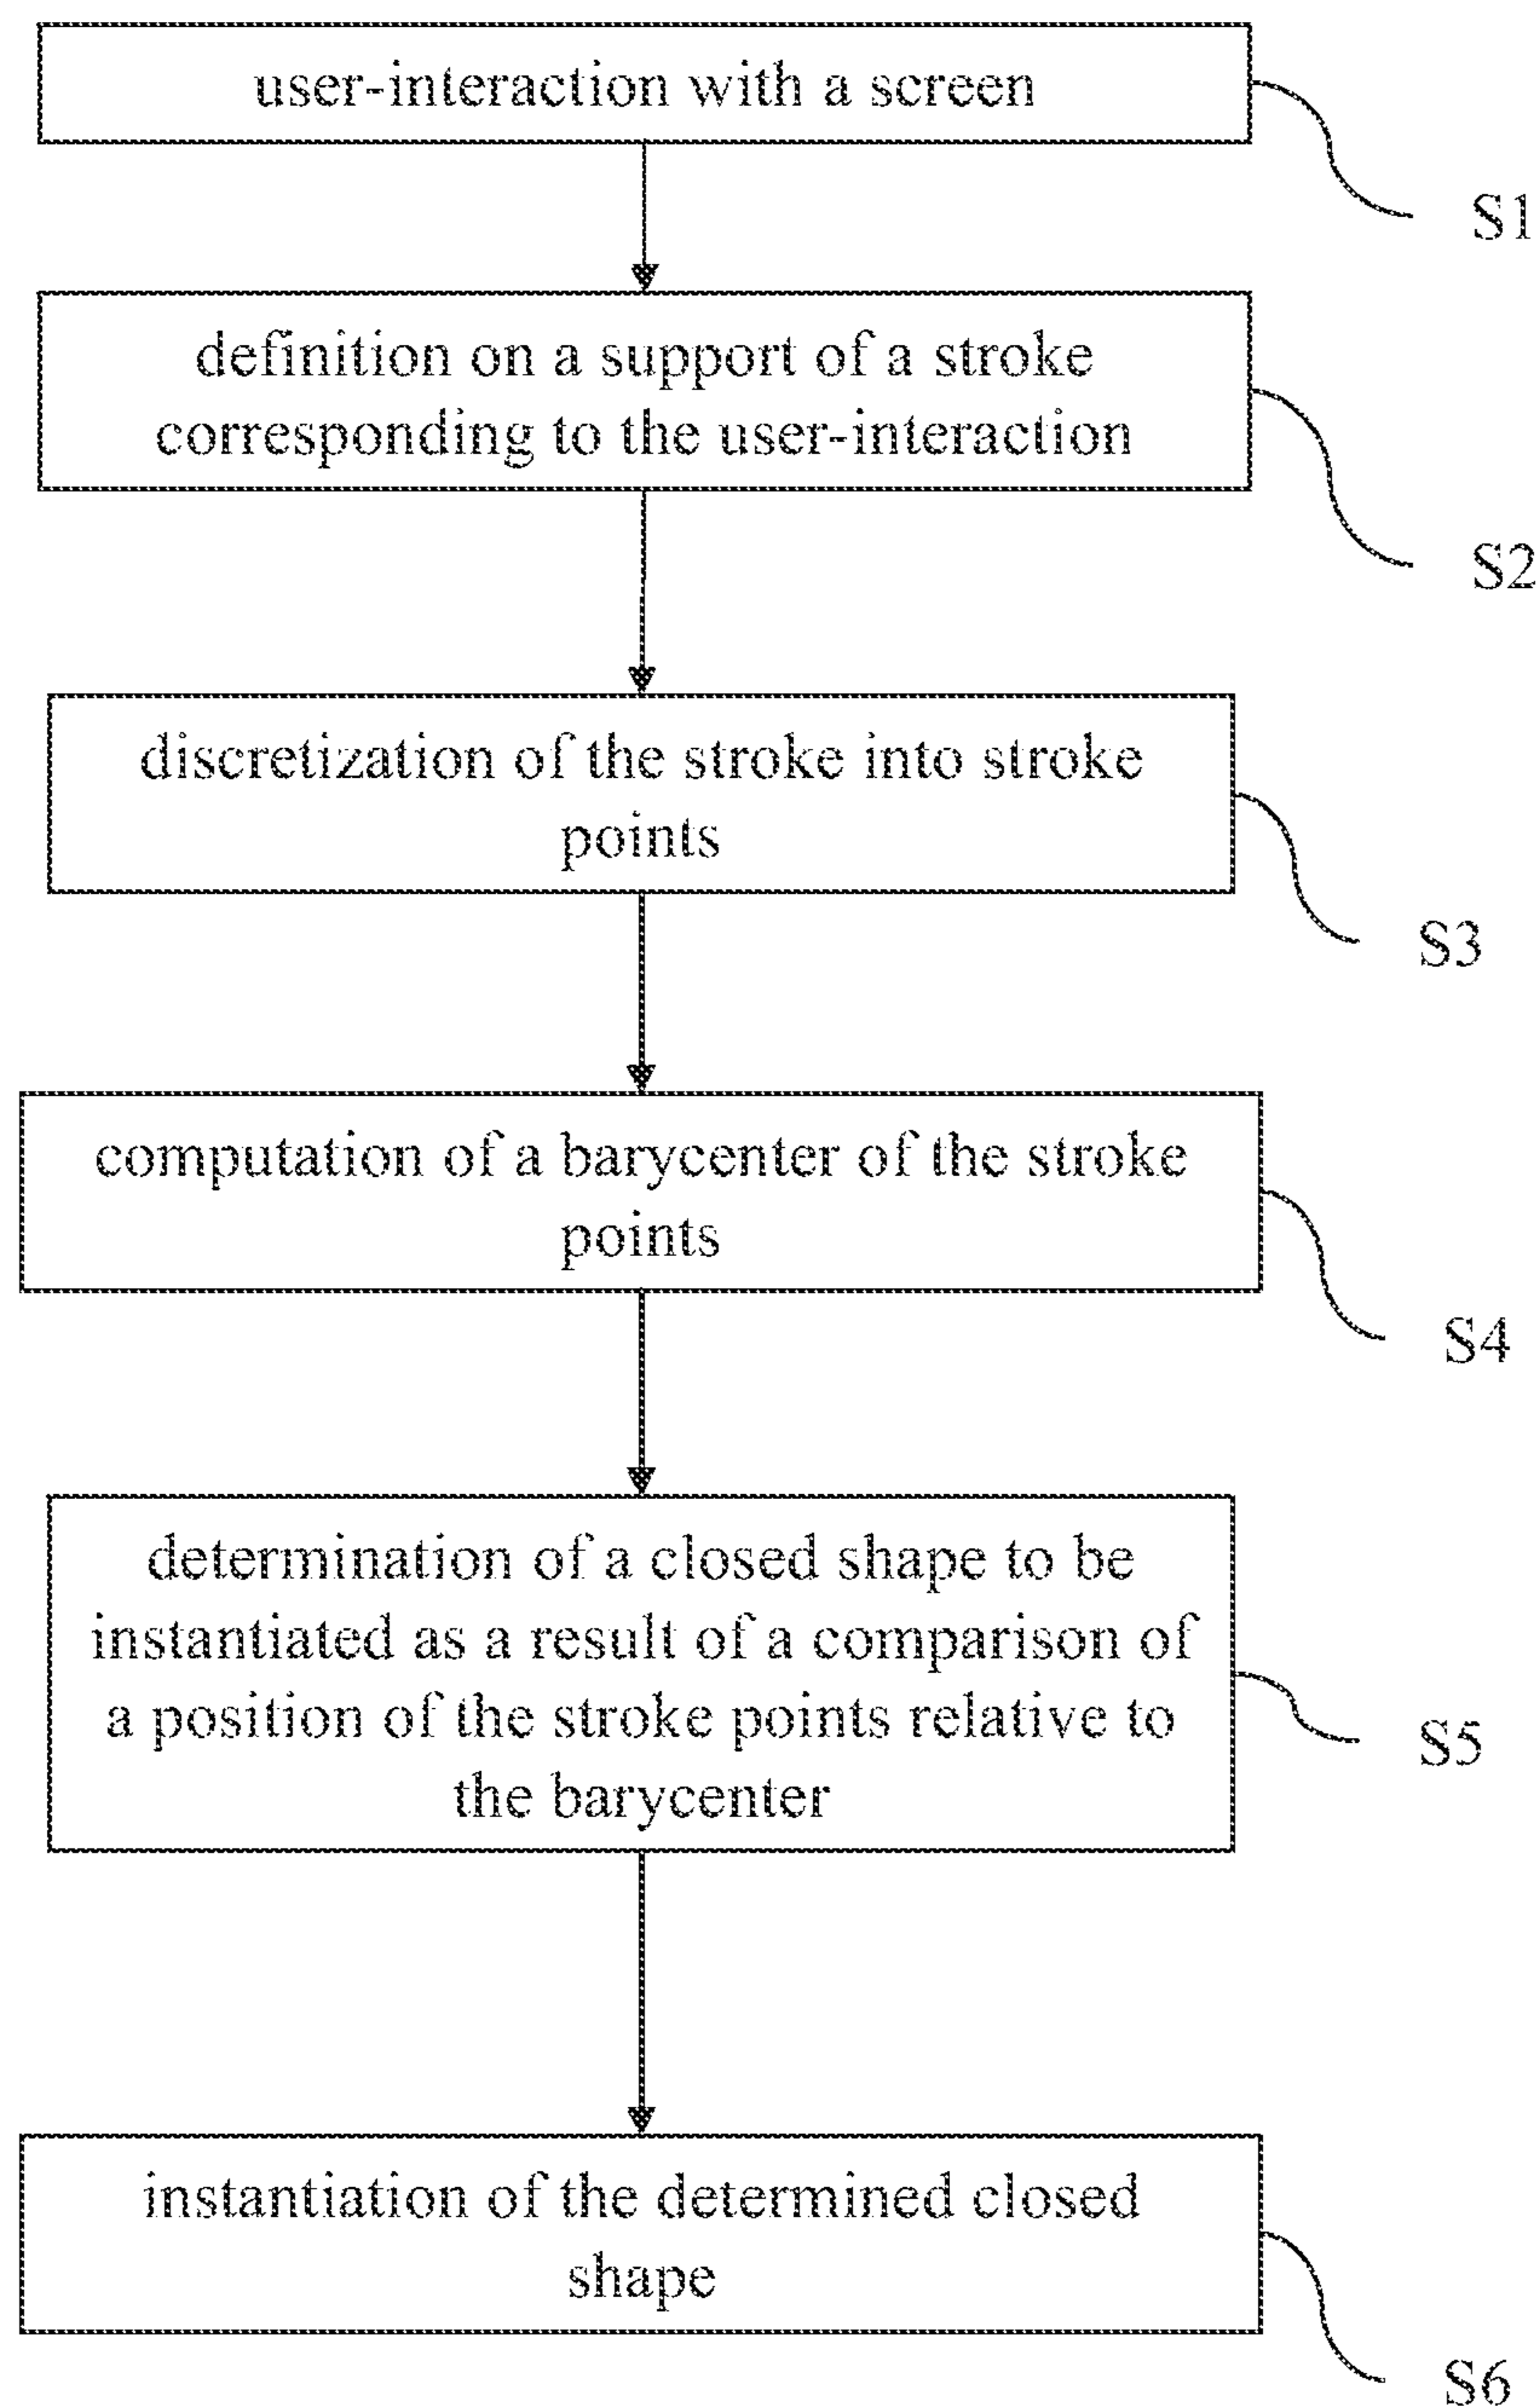 user-interaction with a screen
S1
definition on a support of a stroke
corresponding to the user-interaction
S2
discretization of the stroke into stroke
points
S3
computation of a barycenter of the stroke
points
S4
determination of a closed shape to be
instantiated as a result of a comparison of
a position of the stroke points relative to
the barycenter
S5
instantiation of the determined closed
shape
S6